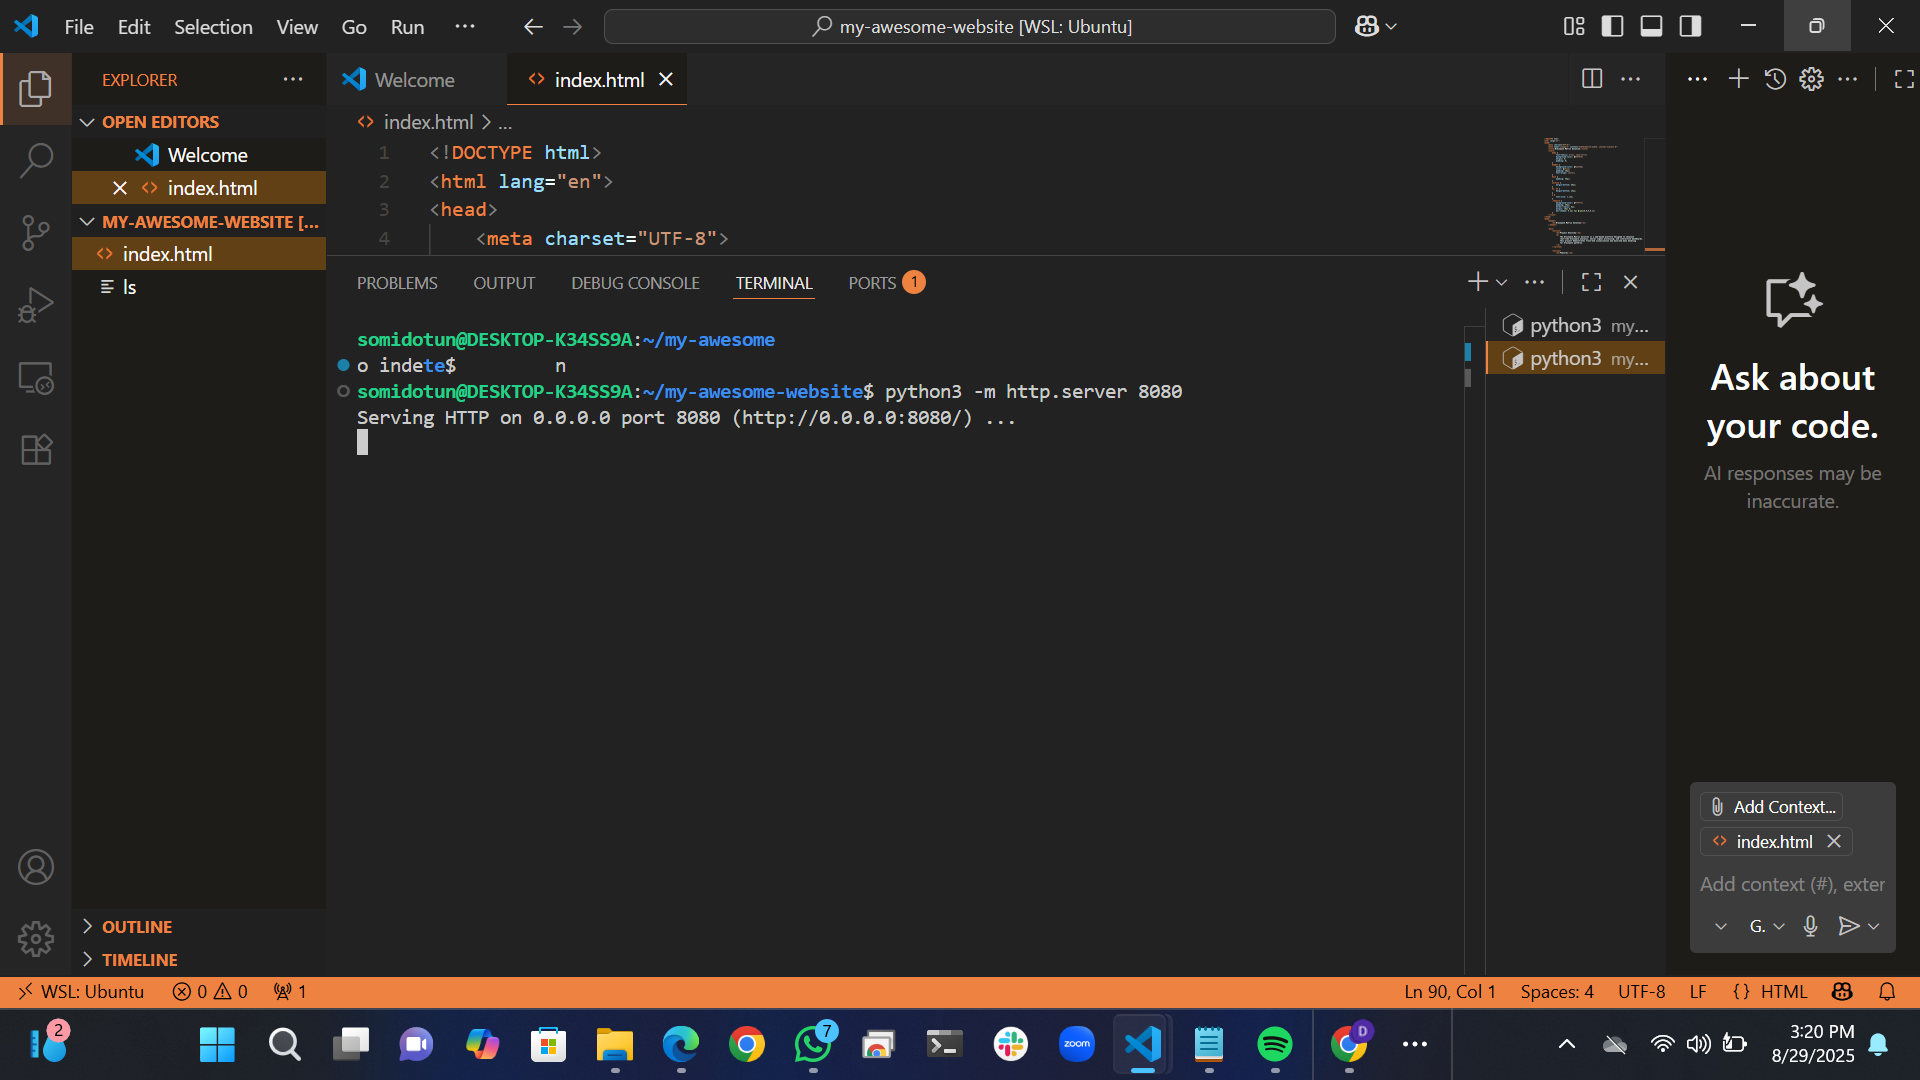 File Edit Selection View Go Run ...
my-awesome-website [WSL: Ubuntu]
EXPLORER
OPEN EDITORS
Welcome
index.html
MY-AWESOME-WEBSITE [...
index.html
ls
OUTLINE
TIMELINE
Welcome
index.html
index.html > ...
1 <!DOCTYPE html>
2 <html lang="en">
3 <head>
4 <meta charset="UTF-8">
PROBLEMS OUTPUT DEBUG CONSOLE TERMINAL PORTS 1
somidotun@DESKTOP-K34SS9A:~/my-awesome
o indete$ n
somidotun@DESKTOP-K34SS9A:~/my-awesome-website$ python3 -m http.server 8080
Serving HTTP on 0.0.0.0 port 8080 (http://0.0.0.0:8080/) ...
python3 my...
python3 my...
Ask about
your code.
AI responses may be
inaccurate.
Add Context...
index.html
Add context (#), exter
G.
WSL: Ubuntu 0 0 1
Ln 90, Col 1 Spaces: 4 UTF-8 LF {} HTML
2
7
zoom
D
3:20 PM
8/29/2025